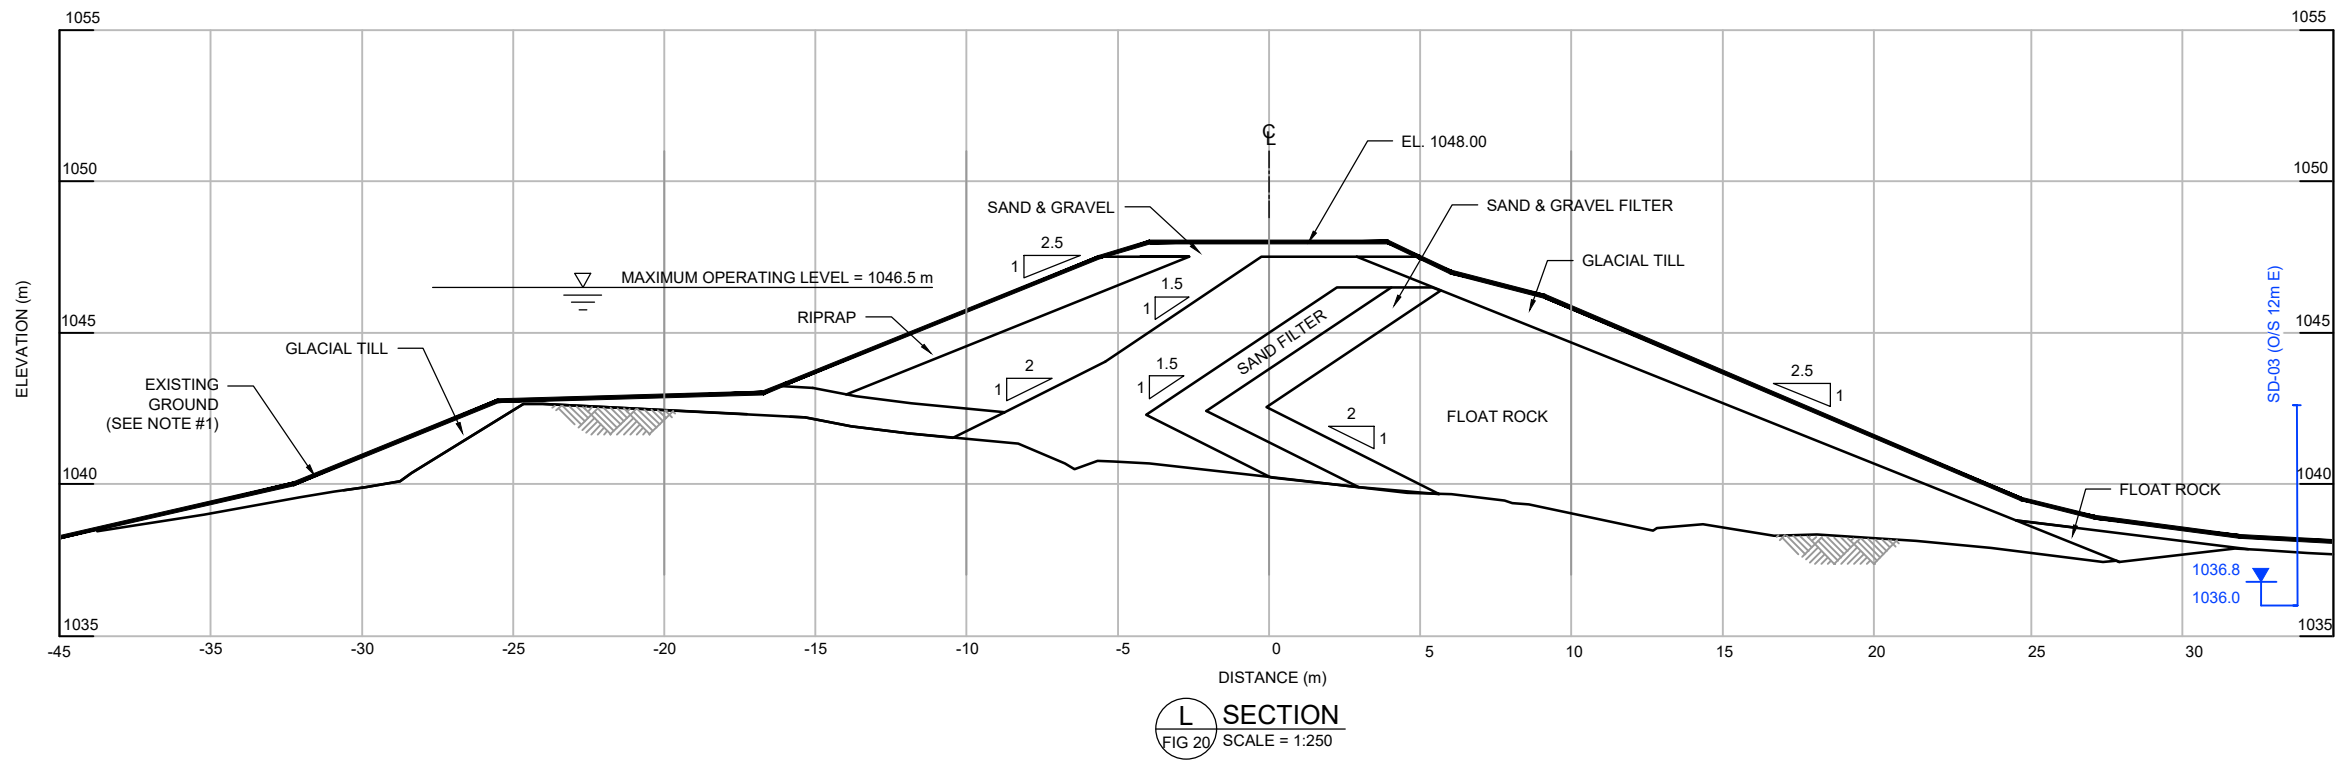 1055
1055
℄
EL. 1048.00
1050
1050
SAND & GRAVEL
SAND & GRAVEL FILTER
2.5
1
GLACIAL TILL
MAXIMUM OPERATING LEVEL = 1046.5 m
1.5
1
RIPRAP
SAND FILTER
1045
1045
GLACIAL TILL
ELEVATION (m)
SD-03 (O/S 12m E)
EXISTING
GROUND
(SEE NOTE #1)
2
1
1.5
1
2.5
1
2
1
FLOAT ROCK
1040
1040
FLOAT ROCK
1036.8
1036.0
1035
1035
-45
-35
-30
-25
-20
-15
-10
-5
0
5
10
15
20
25
30
DISTANCE (m)
L
SECTION
FIG 20
SCALE = 1:250